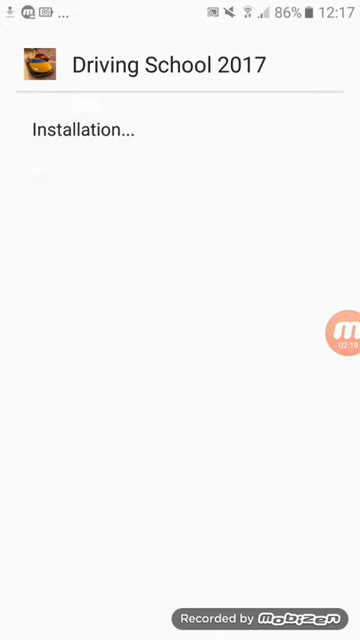 ... 86% 12:17
Driving School 2017
Installation...
02:19
Recorded by mobizen